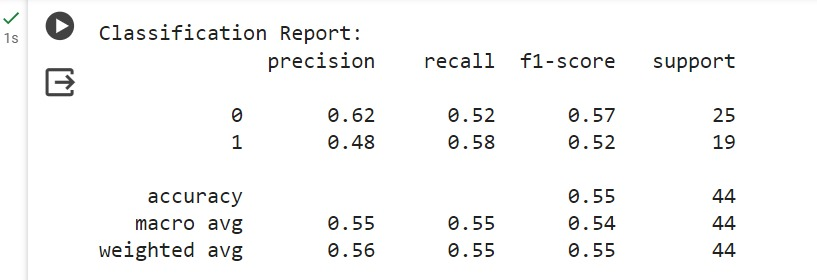 1s
Classification Report:
precision recall f1-score support
0 0.62 0.52 0.57 25
1 0.48 0.58 0.52 19
accuracy 0.55 44
macro avg 0.55 0.55 0.54 44
weighted avg 0.56 0.55 0.55 44